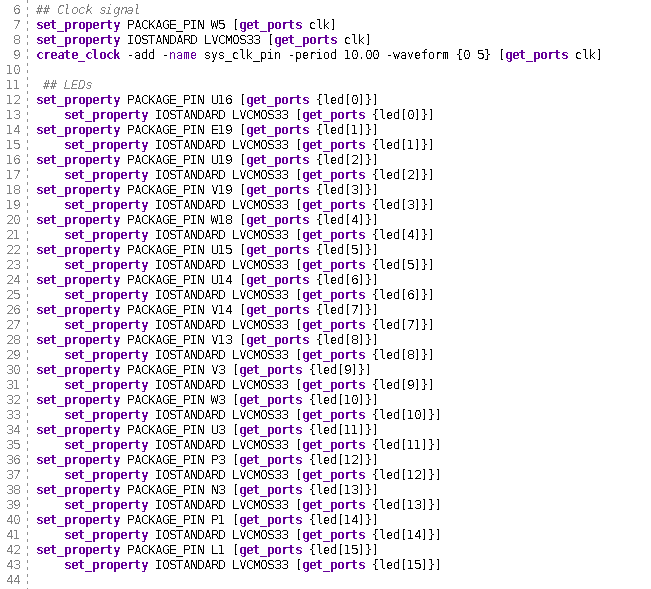 6 ## Clock signal
7 set_property PACKAGE_PIN W5 [get_ports clk]
8 set_property IOSTANDARD LVCMOS33 [get_ports clk]
9 create_clock -add -name sys_clk_pin -period 10.00 -waveform {0 5} [get_ports clk]
10
11 ## LEDs
12 set_property PACKAGE_PIN U16 [get_ports {led[0]}]
13 set_property IOSTANDARD LVCMOS33 [get_ports {led[0]}]
14 set_property PACKAGE_PIN E19 [get_ports {led[1]}]
15 set_property IOSTANDARD LVCMOS33 [get_ports {led[1]}]
16 set_property PACKAGE_PIN U19 [get_ports {led[2]}]
17 set_property IOSTANDARD LVCMOS33 [get_ports {led[2]}]
18 set_property PACKAGE_PIN V19 [get_ports {led[3]}]
19 set_property IOSTANDARD LVCMOS33 [get_ports {led[3]}]
20 set_property PACKAGE_PIN W18 [get_ports {led[4]}]
21 set_property IOSTANDARD LVCMOS33 [get_ports {led[4]}]
22 set_property PACKAGE_PIN U15 [get_ports {led[5]}]
23 set_property IOSTANDARD LVCMOS33 [get_ports {led[5]}]
24 set_property PACKAGE_PIN U14 [get_ports {led[6]}]
25 set_property IOSTANDARD LVCMOS33 [get_ports {led[6]}]
26 set_property PACKAGE_PIN V14 [get_ports {led[7]}]
27 set_property IOSTANDARD LVCMOS33 [get_ports {led[7]}]
28 set_property PACKAGE_PIN V13 [get_ports {led[8]}]
29 set_property IOSTANDARD LVCMOS33 [get_ports {led[8]}]
30 set_property PACKAGE_PIN V3 [get_ports {led[9]}]
31 set_property IOSTANDARD LVCMOS33 [get_ports {led[9]}]
32 set_property PACKAGE_PIN W3 [get_ports {led[10]}]
33 set_property IOSTANDARD LVCMOS33 [get_ports {led[10]}]
34 set_property PACKAGE_PIN U3 [get_ports {led[11]}]
35 set_property IOSTANDARD LVCMOS33 [get_ports {led[11]}]
36 set_property PACKAGE_PIN P3 [get_ports {led[12]}]
37 set_property IOSTANDARD LVCMOS33 [get_ports {led[12]}]
38 set_property PACKAGE_PIN N3 [get_ports {led[13]}]
39 set_property IOSTANDARD LVCMOS33 [get_ports {led[13]}]
40 set_property PACKAGE_PIN P1 [get_ports {led[14]}]
41 set_property IOSTANDARD LVCMOS33 [get_ports {led[14]}]
42 set_property PACKAGE_PIN L1 [get_ports {led[15]}]
43 set_property IOSTANDARD LVCMOS33 [get_ports {led[15]}]
44